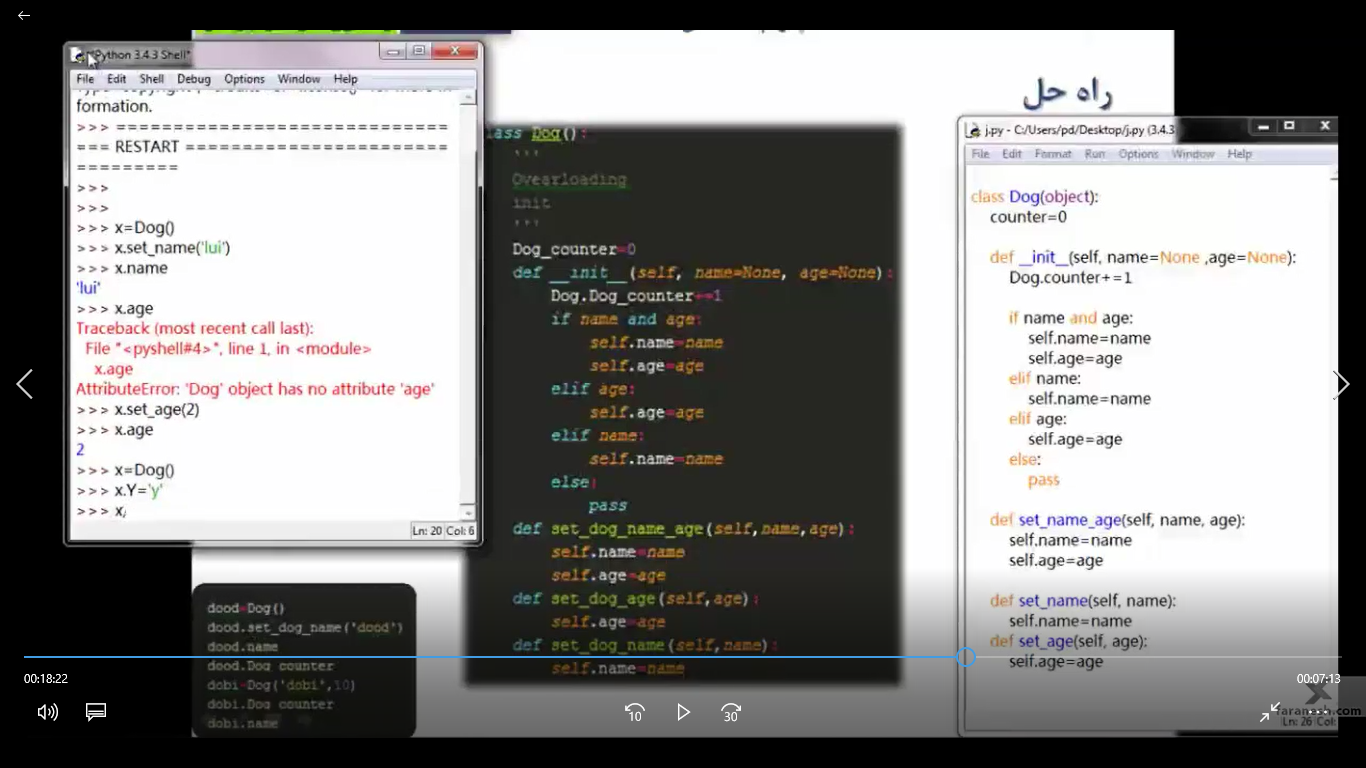 *Python 3.4.3 Shell*
File Edit Shell Debug Options Window Help
formation.
>>> ============================
=== RESTART ======================
=========
>>>
>>>
>>> x=Dog()
>>> x.set_name('lui')
>>> x.name
'lui'
>>> x.age
Traceback (most recent call last):
File "<pyshell#4>", line 1, in <module>
x.age
AttributeError: 'Dog' object has no attribute 'age'
>>> x.set_age(2)
>>> x.age
2
>>> x=Dog()
>>> x.Y='y'
>>> x
Ln: 20 Col: 6
lass Dog():
'''
Ovearloading
init
'''
Dog_counter=0
def __init__(self, name=None, age=None):
Dog.Dog_counter+=1
if name and age:
self.name=name
self.age=age
elif age:
self.age=age
elif name:
self.name=name
else:
pass
def set_dog_name_age(self,name,age):
self.name=name
self.age=age
def set_dog_age(self,age):
self.age=age
def set_dog_name(self,name):
self.name=name
dood=Dog()
dood.set_dog_name('dood')
dood.name
dood.Dog_counter
dobi=Dog('dobi',10)
dobi.Dog_counter
dobi.name
راه حل
j.py - C:/Users/pd/Desktop/j.py (3.4.3
File Edit Format Run Options Window Help
class Dog(object):
counter=0
def __init__(self, name=None ,age=None):
Dog.counter+=1
if name and age:
self.name=name
self.age=age
elif name:
self.name=name
elif age:
self.age=age
else:
pass
def set_name_age(self, name, age):
self.name=name
self.age=age
def set_name(self, name):
self.name=name
def set_age(self, age):
self.age=age
00:18:22
00:07:13
10
30
faranesh.com
Ln: 26 Col: